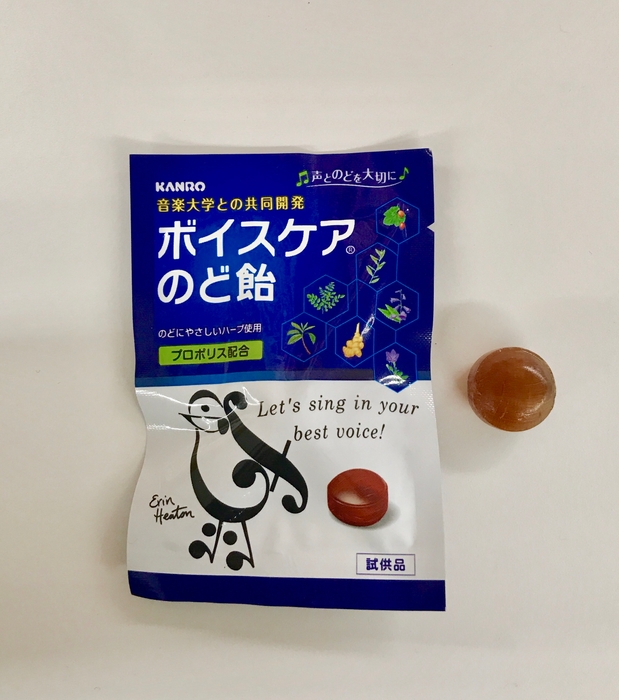 KANRO
♫声とのどを大切に♪
音楽大学との共同開発
ボイスケア®
のど飴
のどにやさしいハーブ使用
プロポリス配合
Let's sing in your
best voice!
Erin
Heaton
試供品